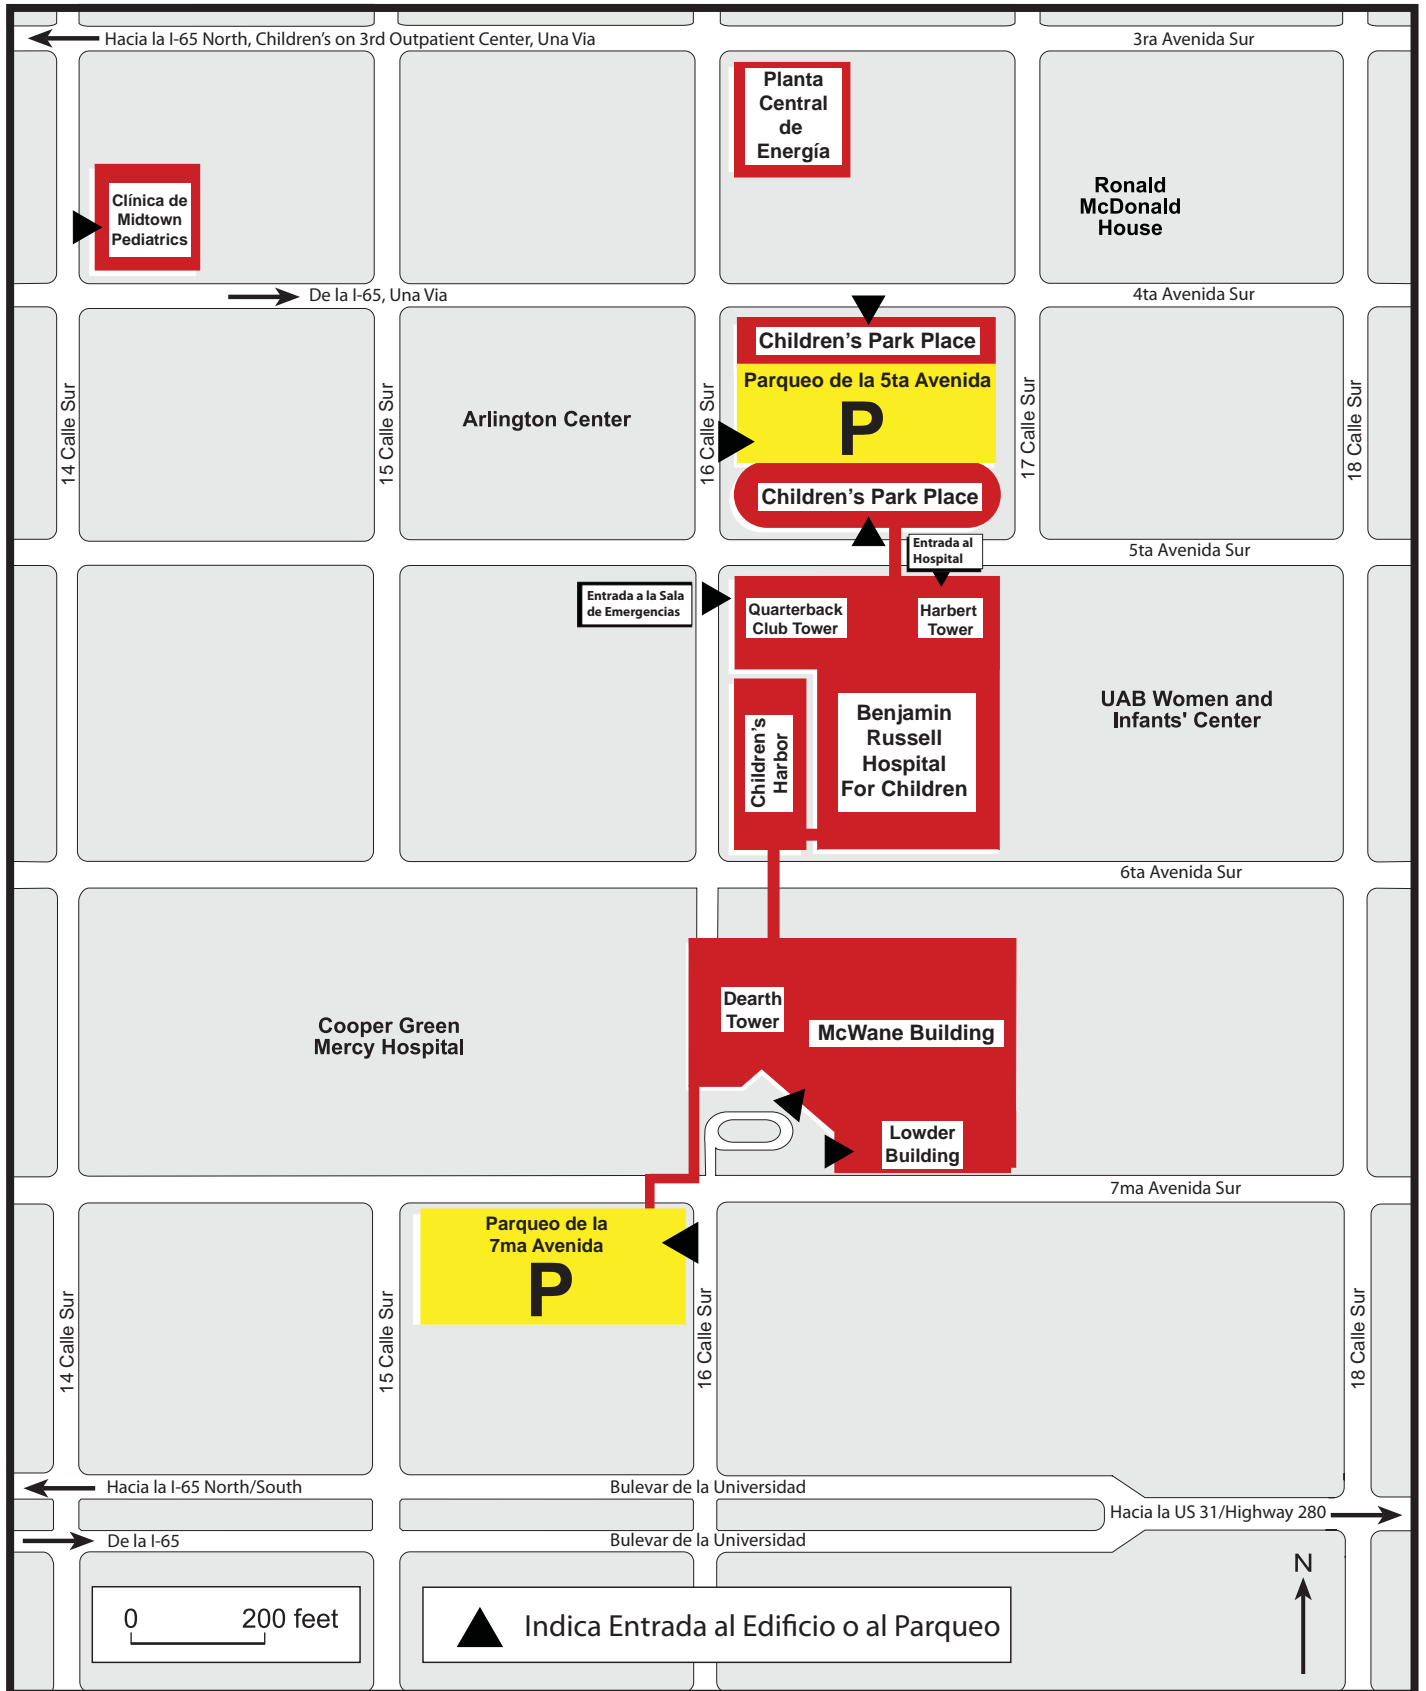 Hacia la I-65 North, Children's on 3rd Outpatient Center, Una Via
3ra Avenida Sur
Planta
Central
de
Energía
Clínica de
Midtown
Pediatrics
Ronald
McDonald
House
De la I-65, Una Via
4ta Avenida Sur
Children's Park Place
Parqueo de la 5ta Avenida
P
Children's Park Place
Arlington Center
14 Calle Sur
15 Calle Sur
16 Calle Sur
17 Calle Sur
18 Calle Sur
Entrada al
Hospital
5ta Avenida Sur
Entrada a la Sala
de Emergencias
Quarterback
Club Tower
Harbert
Tower
Children's
Harbor
Benjamin
Russell
Hospital
For Children
UAB Women and
Infants' Center
6ta Avenida Sur
Cooper Green
Mercy Hospital
Dearth
Tower
McWane Building
Lowder
Building
7ma Avenida Sur
Parqueo de la
7ma Avenida
P
14 Calle Sur
15 Calle Sur
16 Calle Sur
18 Calle Sur
Hacia la I-65 North/South
Bulevar de la Universidad
Hacia la US 31/Highway 280
De la I-65
Bulevar de la Universidad
N
0 200 feet
Indica Entrada al Edificio o al Parqueo